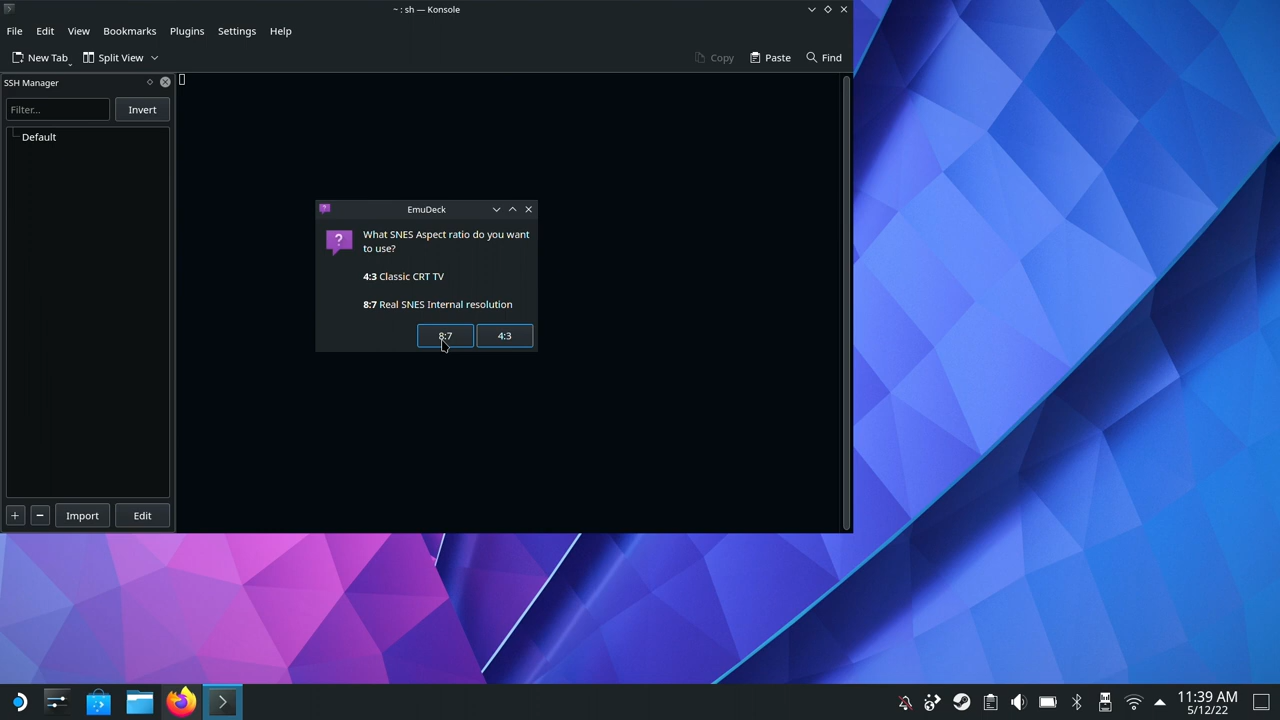 ~ : sh — Konsole
File Edit View Bookmarks Plugins Settings Help
New Tab Split View Copy Paste Find
SSH Manager
Filter... Invert
Default
EmuDeck
What SNES Aspect ratio do you want
to use?
4:3 Classic CRT TV
8:7 Real SNES Internal resolution
8:7 4:3
+ − Import Edit
11:39 AM
5/12/22